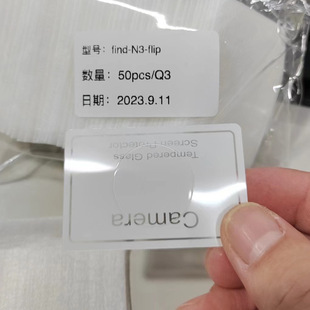 型号: find-N3-flip
数量: 50pcs/Q3
日期: 2023.9.11
Camera
Tempered Glass
Screen Protector